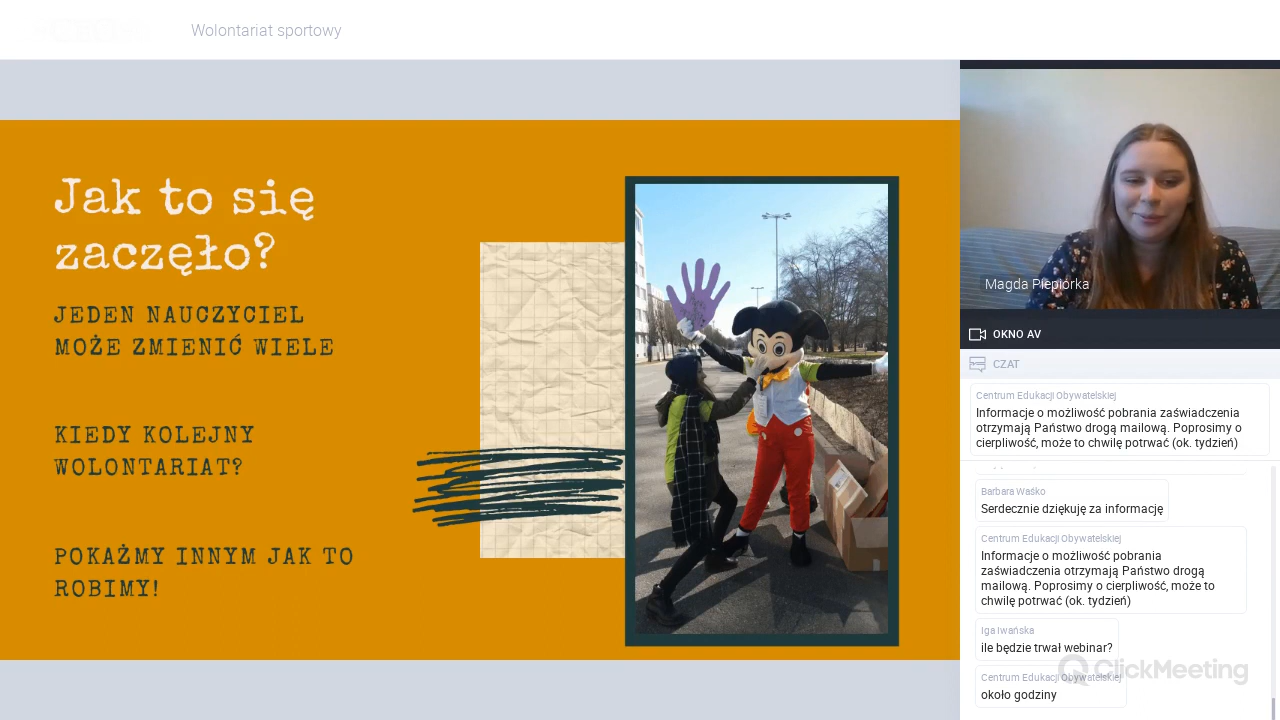 Wolontariat sportowy
Jak to się
zaczęło?
JEDEN NAUCZYCIEL
MOŻE ZMIENIĆ WIELE
KIEDY KOLEJNY
WOLONTARIAT?
POKAŻMY INNYM JAK TO
ROBIMY!
Magda Piepiórka
OKNO AV
CZAT
Centrum Edukacji Obywatelskiej
Informacje o możliwość pobrania zaświadczenia
otrzymają Państwo drogą mailową. Poprosimy o
cierpliwość, może to chwilę potrwać (ok. tydzień)
Barbara Waśko
Serdecznie dziękuję za informację
Centrum Edukacji Obywatelskiej
Informacje o możliwość pobrania
zaświadczenia otrzymają Państwo drogą
mailową. Poprosimy o cierpliwość, może to
chwilę potrwać (ok. tydzień)
Iga Iwańska
ile będzie trwał webinar?
Centrum Edukacji Obywatelskiej
około godziny
ClickMeeting